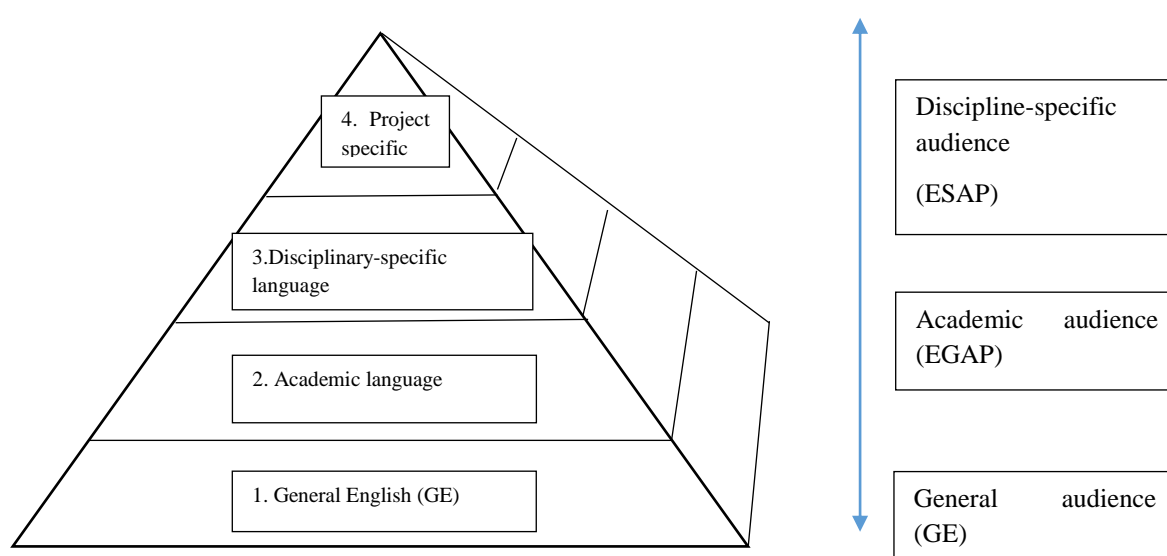 4. Project
specific
3.Disciplinary-specific
language
2. Academic language
1. General English (GE)
Discipline-specific
audience
(ESAP)
Academic audience
(EGAP)
General audience
(GE)